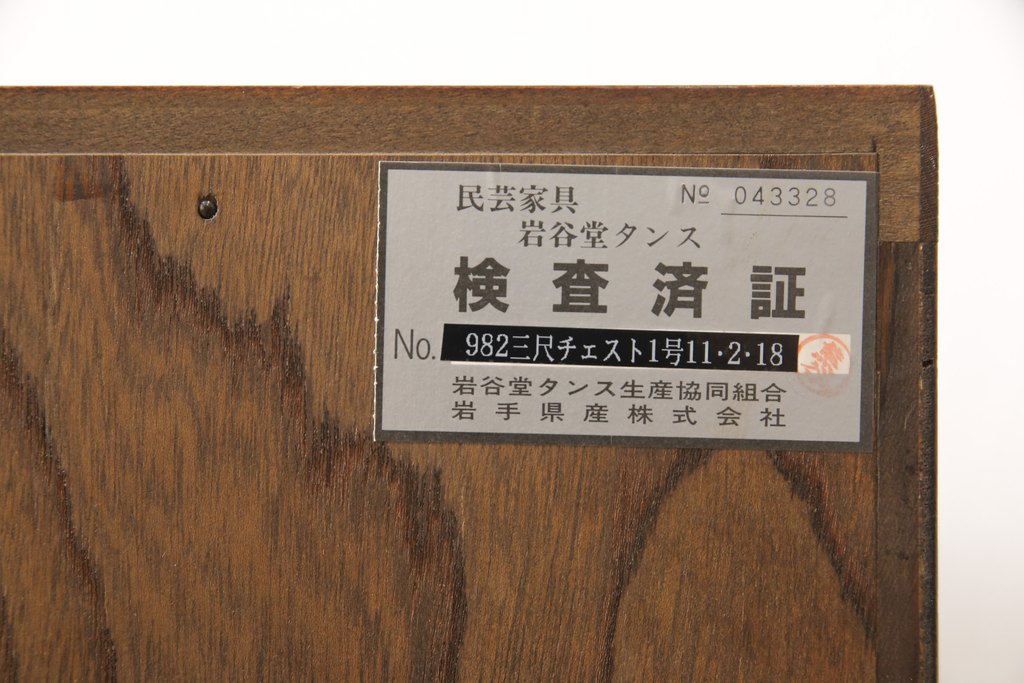 民芸家具 № 043328
岩谷堂タンス
検査済証
No. 982三尺チェスト1号11・2・18
岩谷堂タンス生産協同組合
岩手県産株式会社